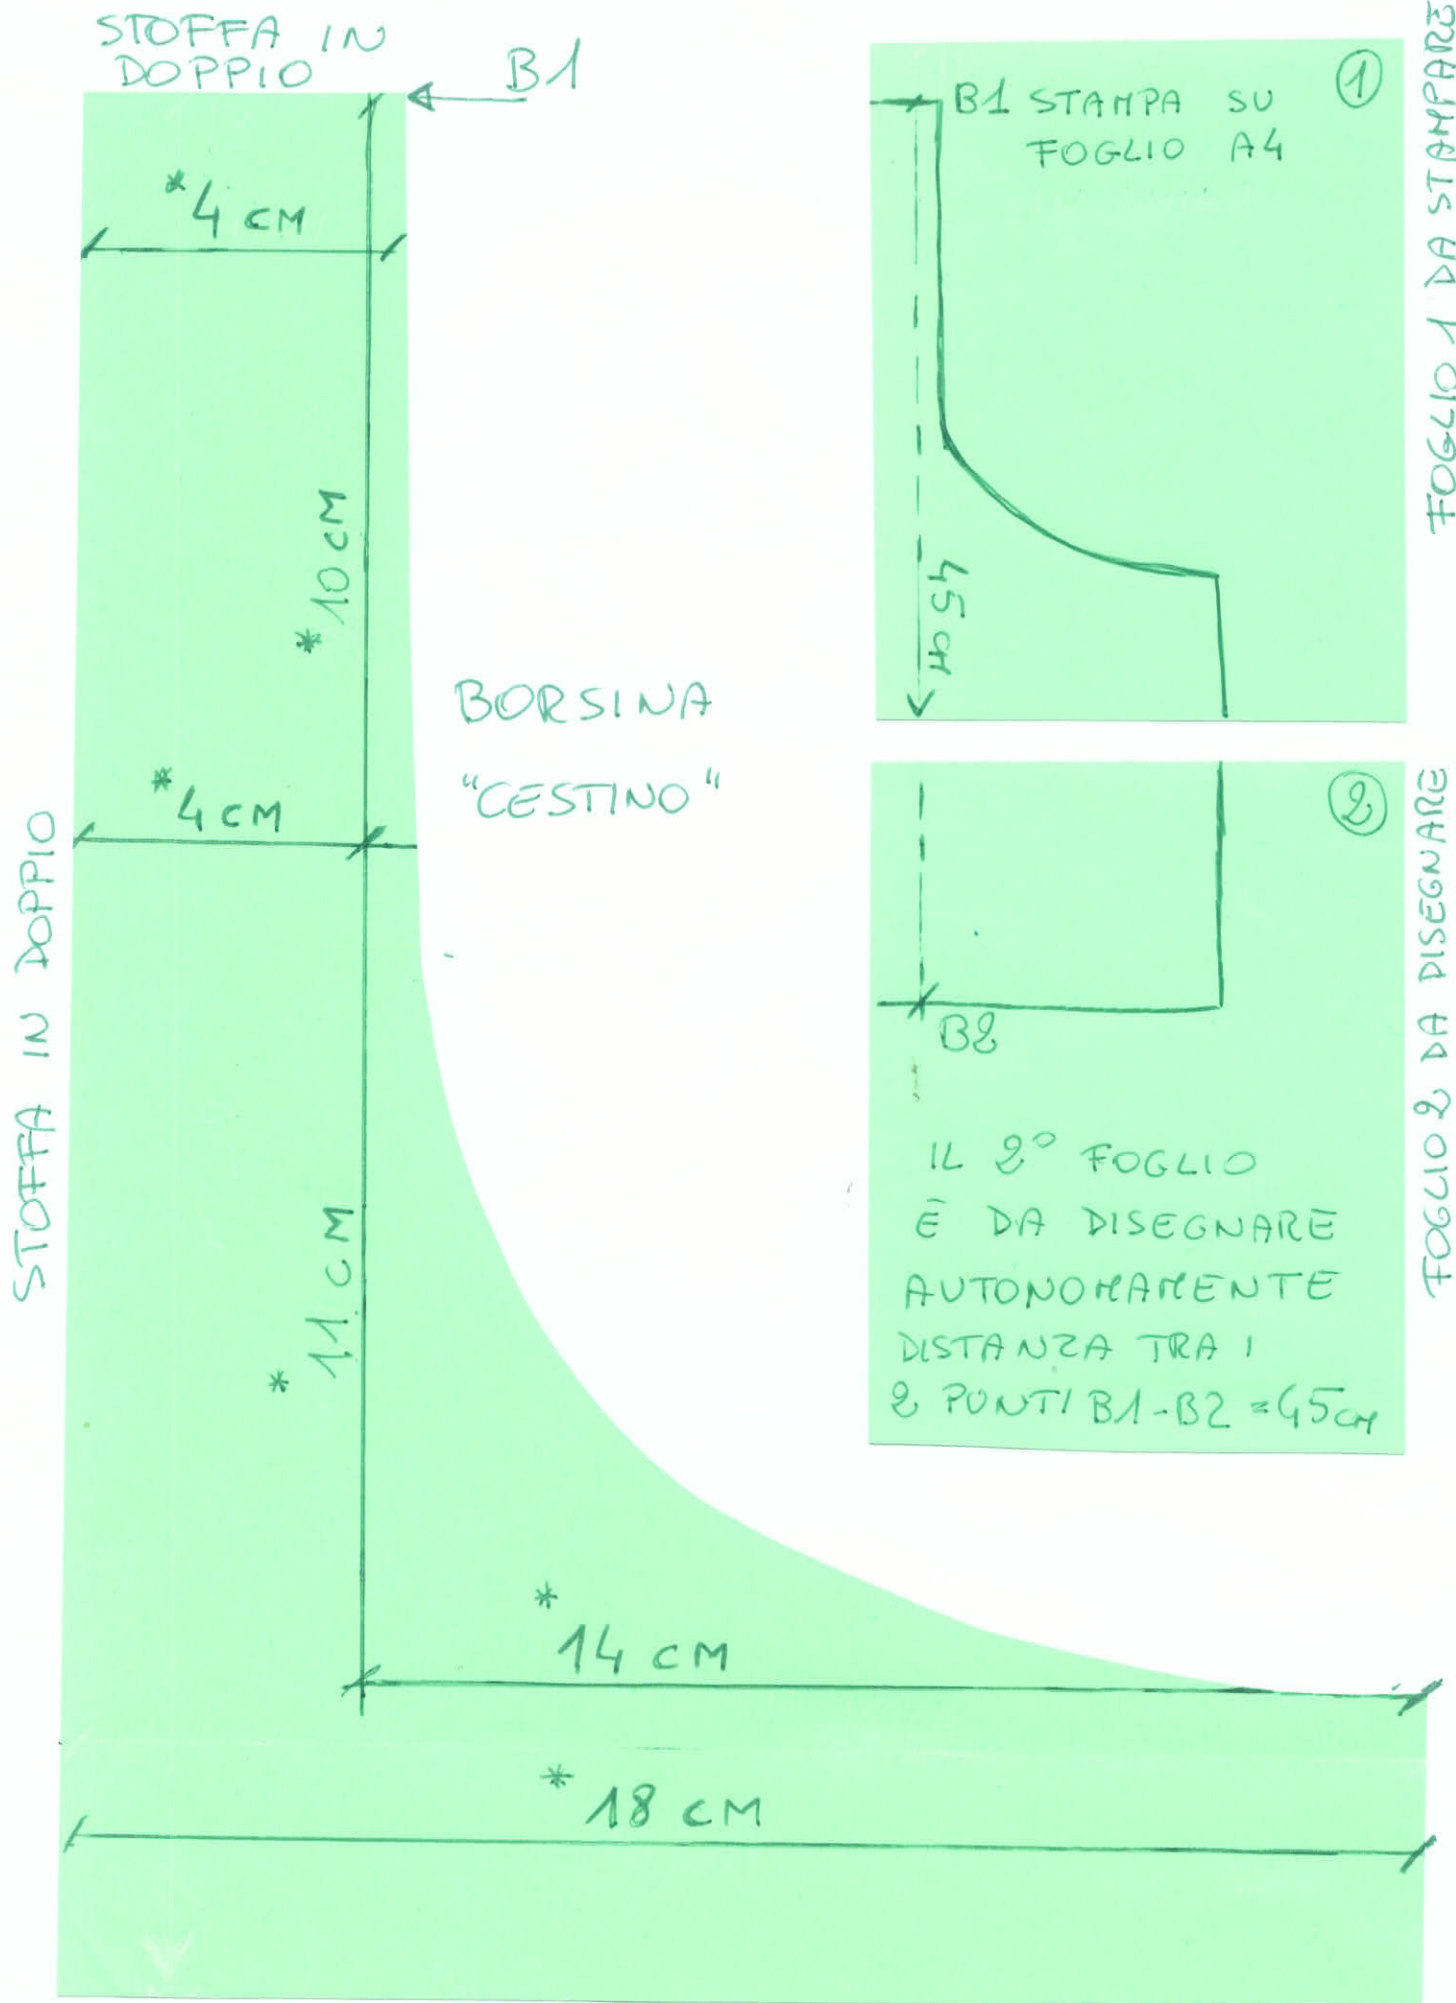 STOFFA IN
DOPPIO
B1
*4 CM
*10 CM
*4 CM
BORSINA
"CESTINO"
STOFFA IN DOPPIO
*11 CM
*14 CM
*18 CM
1
B1 STAMPA SU
FOGLIO A4
45 CM
FOGLIO 1 DA STAMPARE
2
B2
IL 2° FOGLIO
È DA DISEGNARE
AUTONOMAMENTE
DISTANZA TRA I
2 PUNTI B1-B2 = 45 CM
FOGLIO 2 DA DISEGNARE